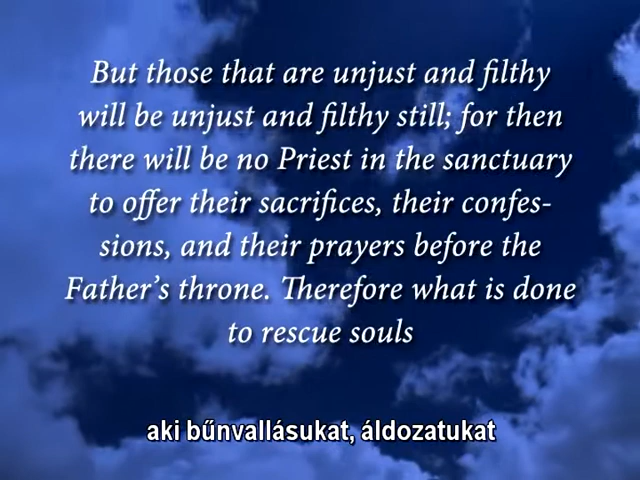 But those that are unjust and filthy
will be unjust and filthy still; for then
there will be no Priest in the sanctuary
to offer their sacrifices, their confes-
sions, and their prayers before the
Father's throne. Therefore what is done
to rescue souls
aki bűnvallásukat, áldozatukat